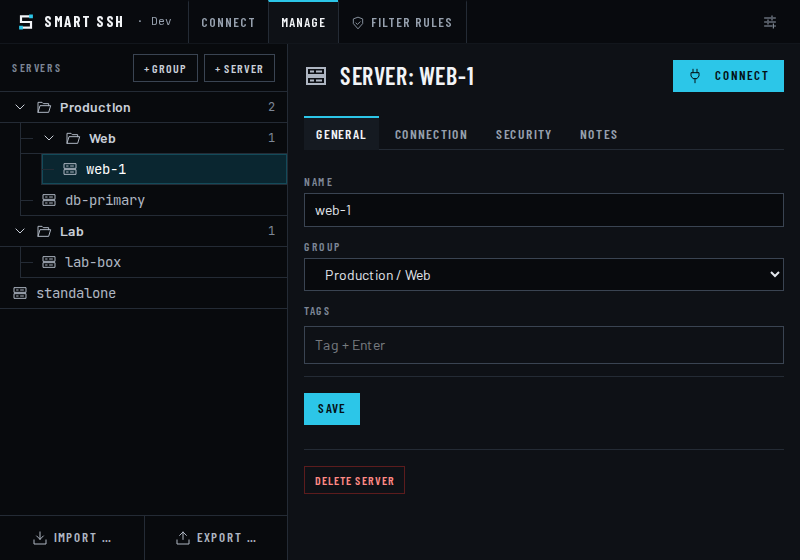 SMART SSH · Dev CONNECT MANAGE FILTER RULES
SERVERS +GROUP +SERVER
Production 2
Web 1
web-1
db-primary
Lab 1
lab-box
standalone
IMPORT … EXPORT …
SERVER: WEB-1 CONNECT
GENERAL CONNECTION SECURITY NOTES
NAME
web-1
GROUP
Production / Web
TAGS
Tag + Enter
SAVE
DELETE SERVER